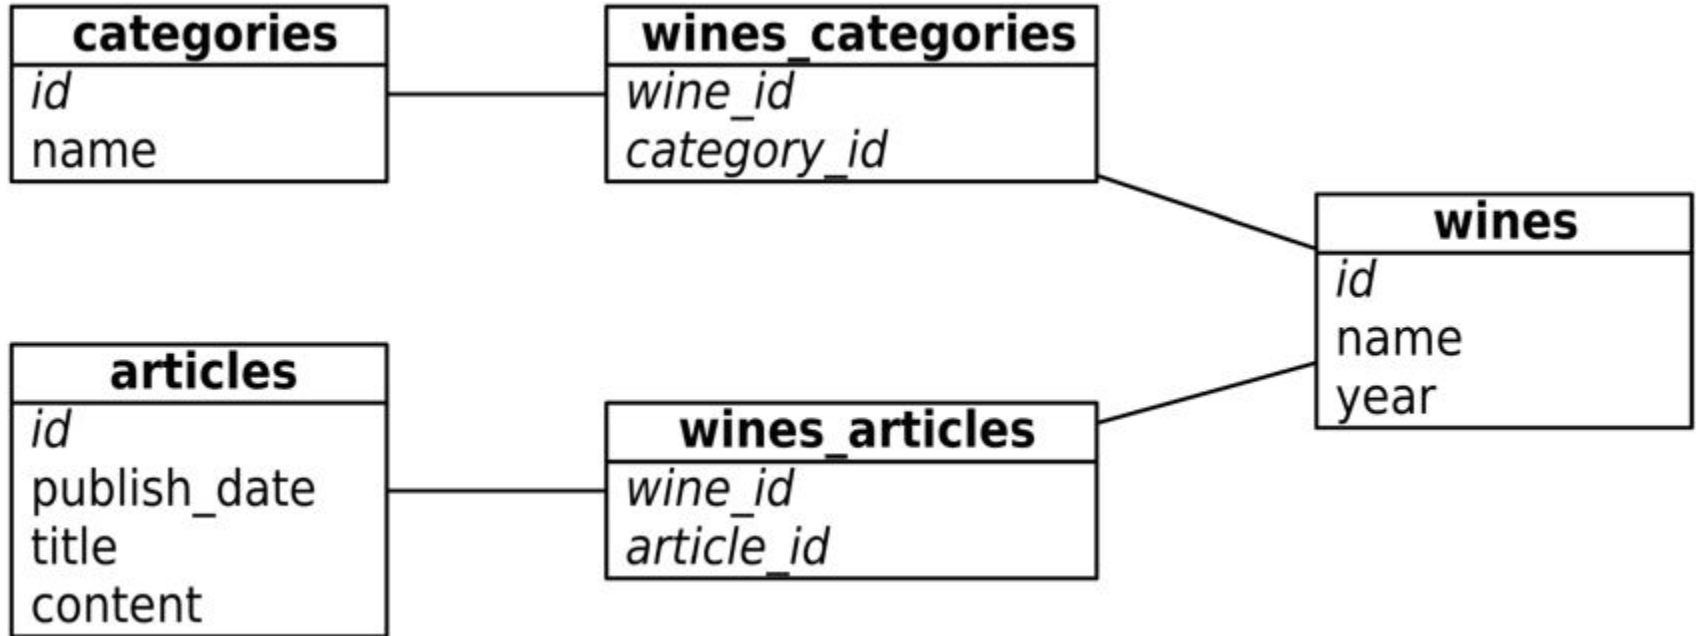 categories
id
name
wines_categories
wine_id
category_id
wines
id
name
year
articles
id
publish_date
title
content
wines_articles
wine_id
article_id